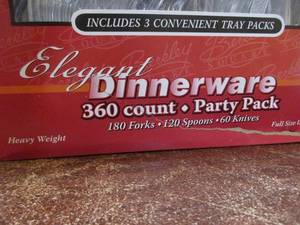 INCLUDES 3 CONVENIENT TRAY PACKS
Elegant
Dinnerware
360 count • Party Pack
180 Forks • 120 Spoons • 60 Knives
Heavy Weight
Full Size